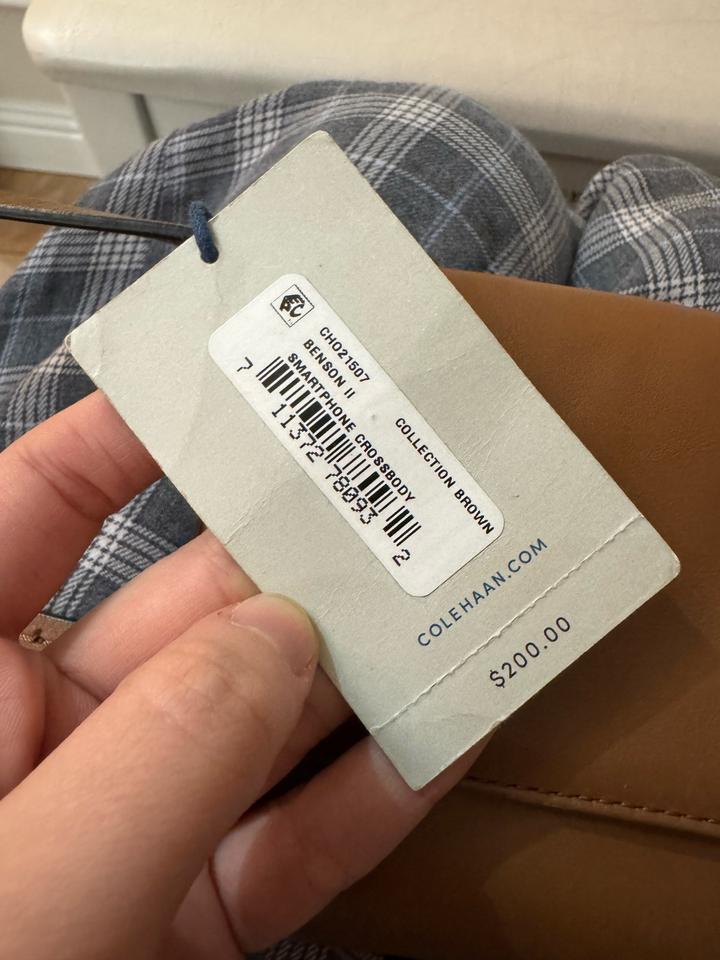 CH021507
BENSON II
SMARTPHONE CROSSBODY
COLLECTION BROWN
7 11372 78093 2
COLEHAAN.COM
$200.00